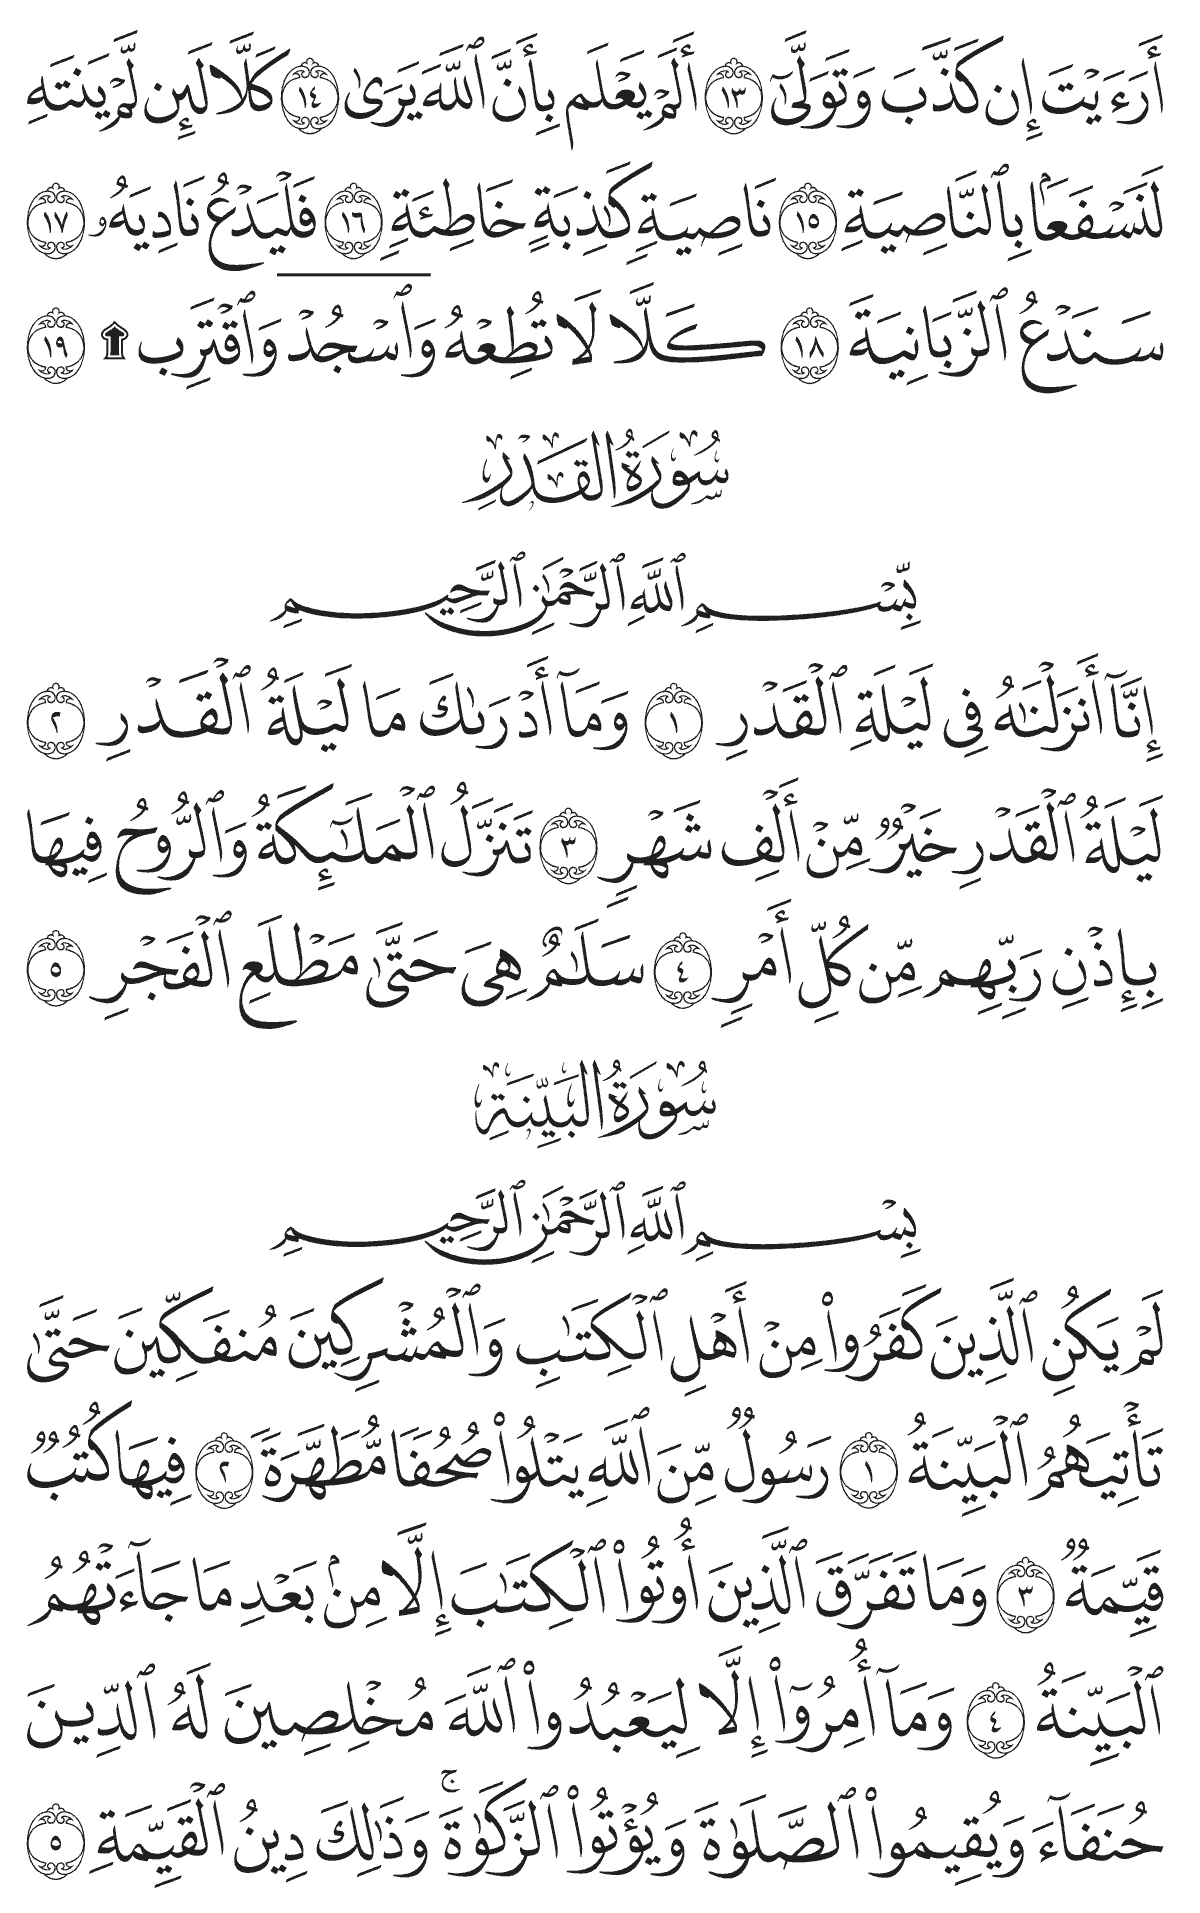 أَرَءَيۡتَ إِن كَذَّبَ وَتَوَلَّىٰٓ ١٣ أَلَمۡ يَعۡلَم بِأَنَّ ٱللَّهَ يَرَىٰ ١٤ كَلَّا لَئِن لَّمۡ يَنتَهِ
لَنَسۡفَعَۢا بِٱلنَّاصِيَةِ ١٥ نَاصِيَةٖ كَٰذِبَةٍ خَاطِئَةٖ ١٦ فَلۡيَدۡعُ نَادِيَهُۥ ١٧
سَنَدۡعُ ٱلزَّبَانِيَةَ ١٨ كَلَّا لَا تُطِعۡهُ وَٱسۡجُدۡۤ وَٱقۡتَرِب ۩ ١٩
سُورَةُ القَدۡرِ
بِّسۡمِ ٱللَّهِ ٱلرَّحۡمَٰنِ ٱلرَّحِيمِ
إِنَّآ أَنزَلۡنَٰهُ فِي لَيۡلَةِ ٱلۡقَدۡرِ ١ وَمَآ أَدۡرَىٰكَ مَا لَيۡلَةُ ٱلۡقَدۡرِ ٢
لَيۡلَةُ ٱلۡقَدۡرِ خَيۡرٞ مِّنۡ أَلۡفِ شَهۡرٖ ٣ تَنَزَّلُ ٱلۡمَلَٰٓئِكَةُ وَٱلرُّوحُ فِيهَا
بِإِذۡنِ رَبِّهِم مِّن كُلِّ أَمۡرٖ ٤ سَلَٰمٌ هِيَ حَتَّىٰ مَطۡلَعِ ٱلۡفَجۡرِ ٥
سُورَةُ البَيِّنَةِ
بِسۡمِ ٱللَّهِ ٱلرَّحۡمَٰنِ ٱلرَّحِيمِ
لَمۡ يَكُنِ ٱلَّذِينَ كَفَرُواْ مِنۡ أَهۡلِ ٱلۡكِتَٰبِ وَٱلۡمُشۡرِكِينَ مُنفَكِّينَ حَتَّىٰ
تَأۡتِيَهُمُ ٱلۡبَيِّنَةُ ١ رَسُولٞ مِّنَ ٱللَّهِ يَتۡلُواْ صُحُفٗا مُّطَهَّرَةٗ ٢ فِيهَا كُتُبٞ
قَيِّمَةٞ ٣ وَمَا تَفَرَّقَ ٱلَّذِينَ أُوتُواْ ٱلۡكِتَٰبَ إِلَّا مِنۢ بَعۡدِ مَا جَآءَتۡهُمُ
ٱلۡبَيِّنَةُ ٤ وَمَآ أُمِرُوٓاْ إِلَّا لِيَعۡبُدُواْ ٱللَّهَ مُخۡلِصِينَ لَهُ ٱلدِّينَ
حُنَفَآءَ وَيُقِيمُواْ ٱلصَّلَوٰةَ وَيُؤۡتُواْ ٱلزَّكَوٰةَۚ وَذَٰلِكَ دِينُ ٱلۡقَيِّمَةِ ٥